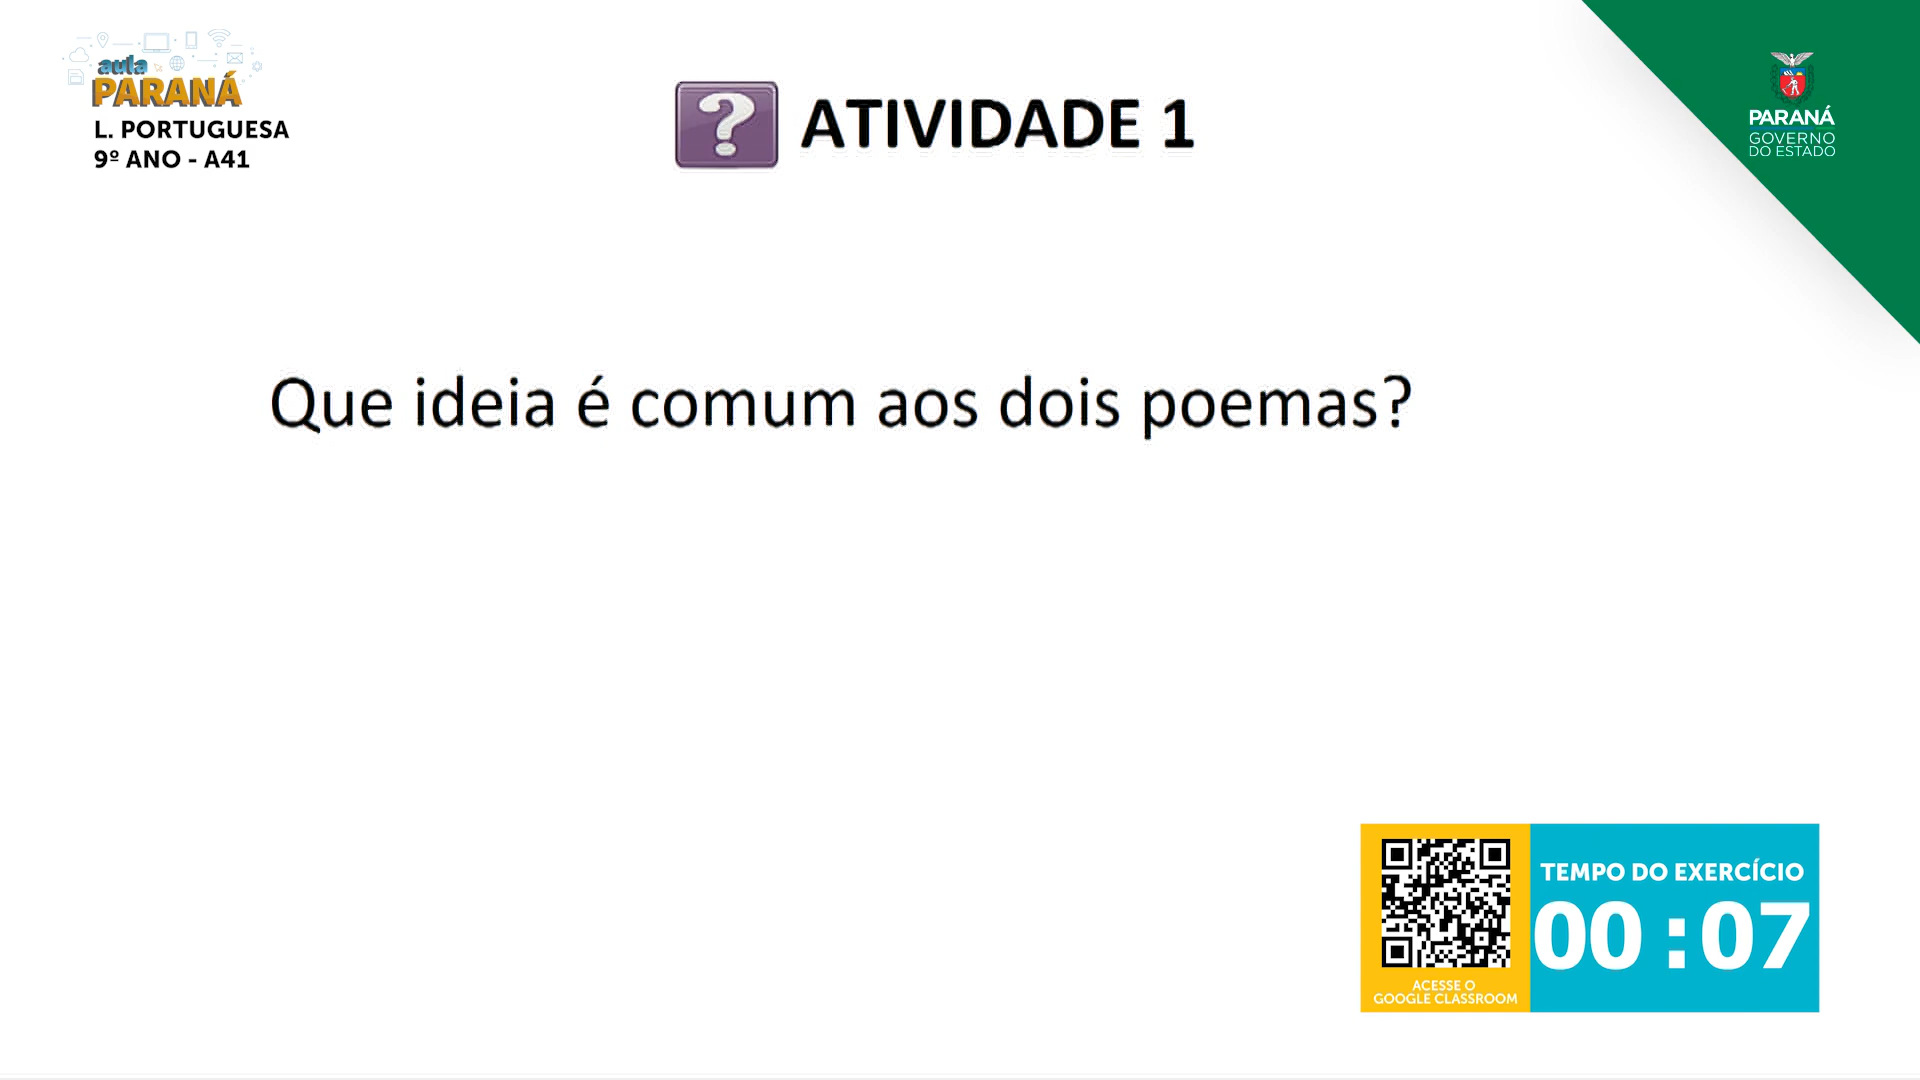 aula
PARANÁ
L. PORTUGUESA
9º ANO - A41
ATIVIDADE 1
PARANÁ
GOVERNO
DO ESTADO
Que ideia é comum aos dois poemas?
TEMPO DO EXERCÍCIO
00:07
ACESSE O
GOOGLE CLASSROOM